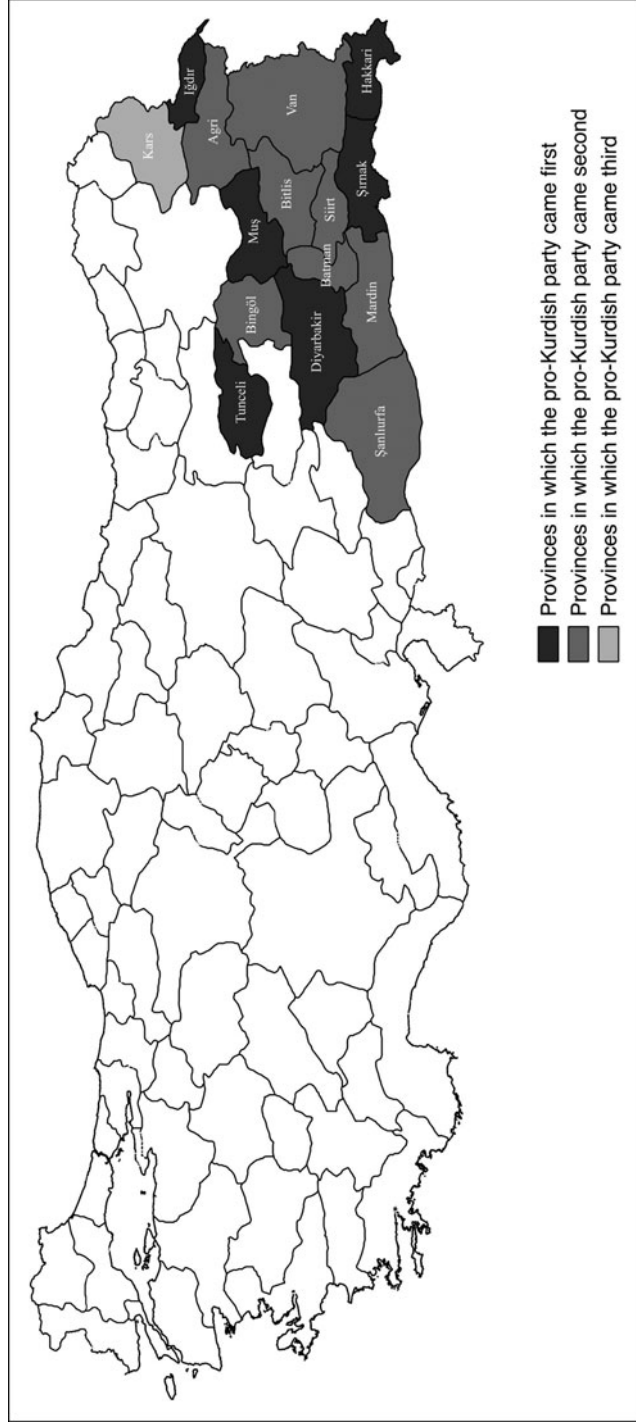 Kars
Iğdır
Agri
Van
Muş
Bitlis
Hakkari
Bingöl
Siirt
Şırnak
Tunceli
Batman
Diyarbakir
Mardin
Şanlıurfa
Provinces in which the pro-Kurdish party came first
Provinces in which the pro-Kurdish party came second
Provinces in which the pro-Kurdish party came third